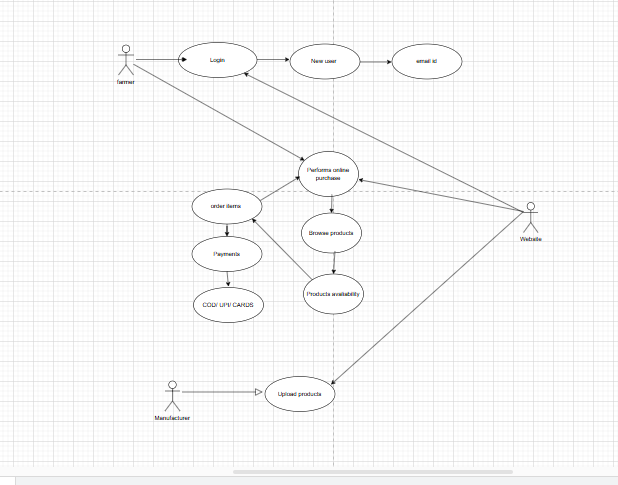 Login
New user
email id
farmer
Performs online
purchase
order items
Browse products
Website
Payments
Products availability
COD/ UPI/ CARDS
Upload products
Manufacturer